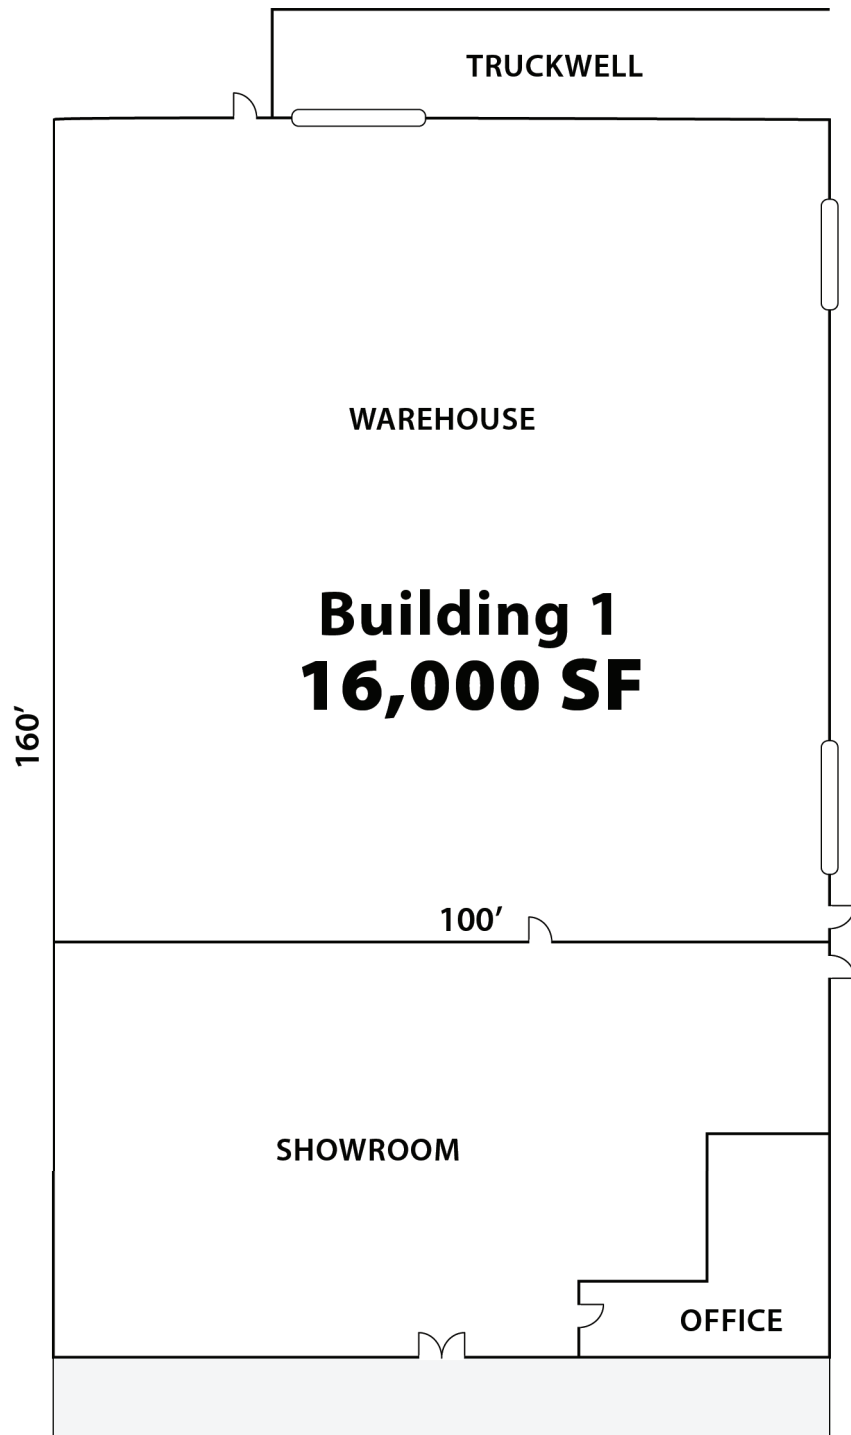 TRUCKWELL
WAREHOUSE
Building 1
16,000 SF
160’
100’
SHOWROOM
OFFICE